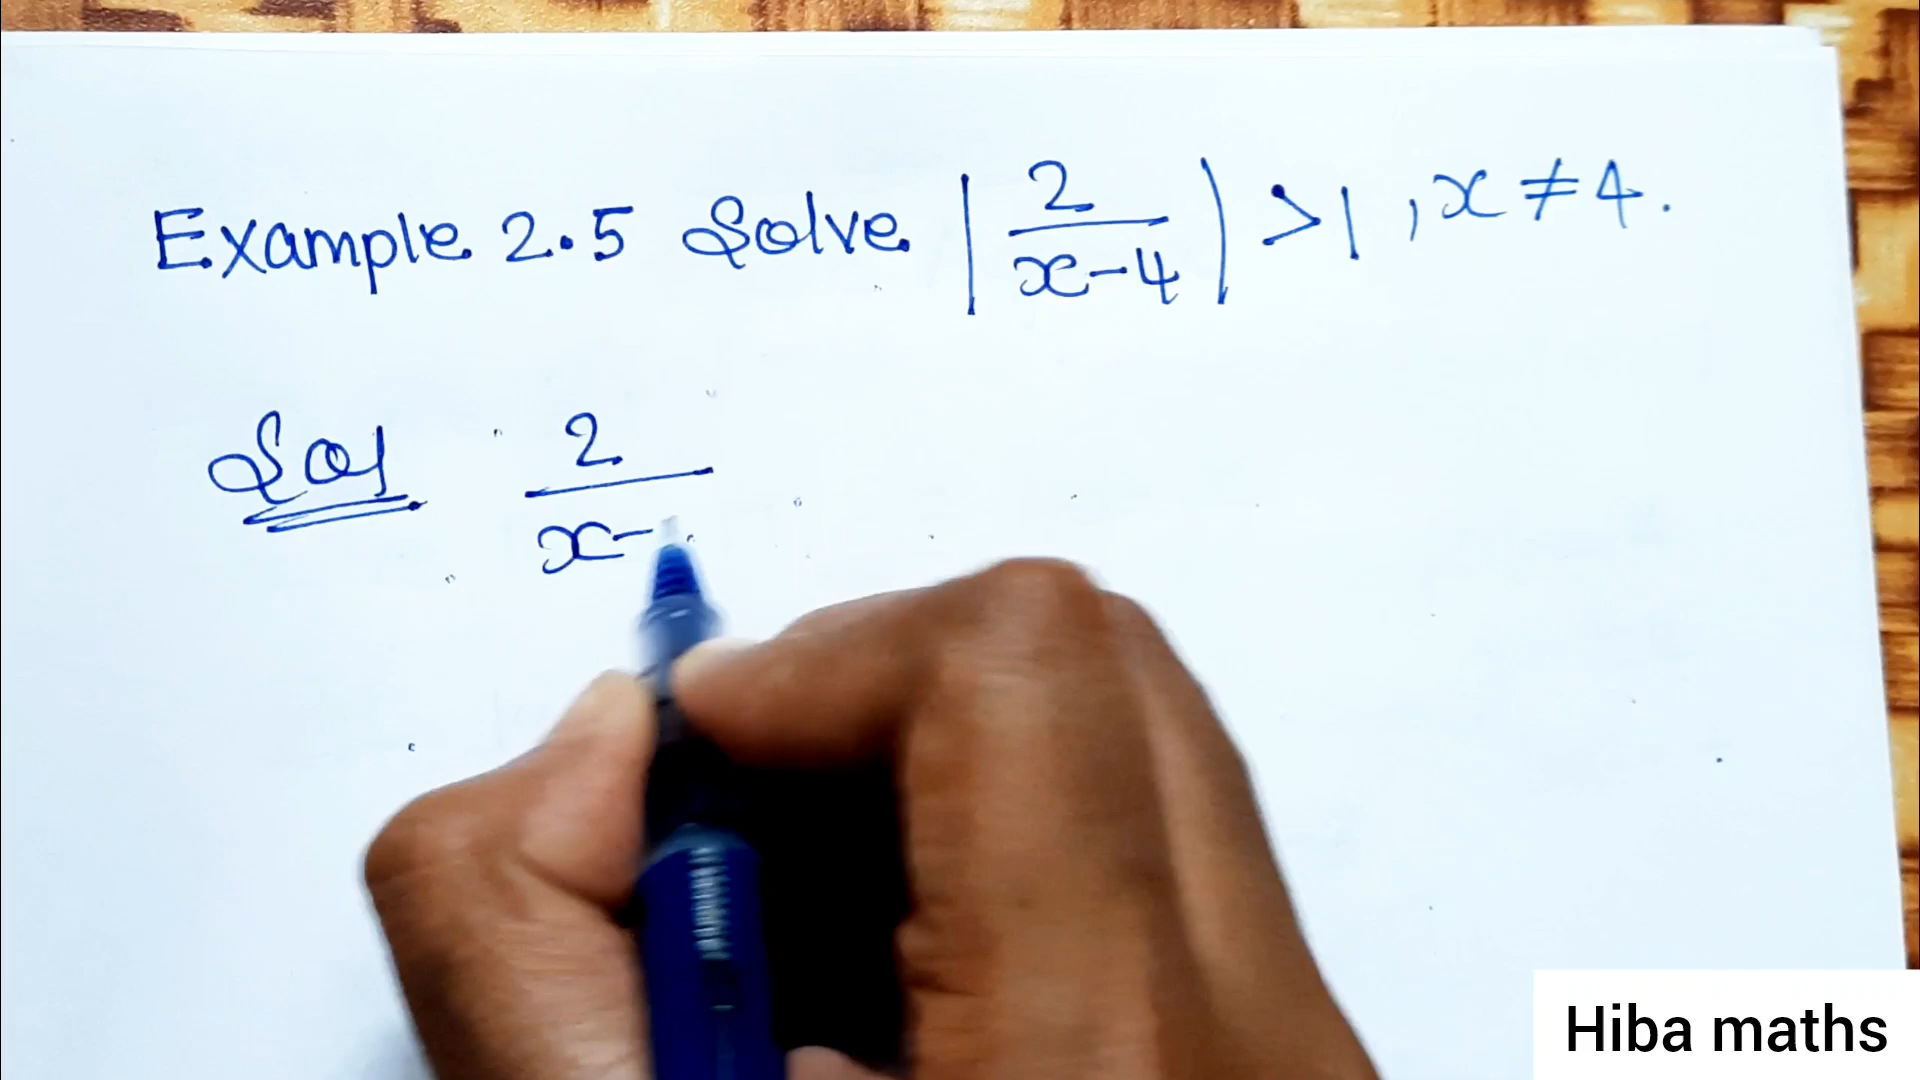 Example 2.5 Solve |2/(x-4)| >1, x ≠ 4.
Sol 2/(x-
Hiba maths